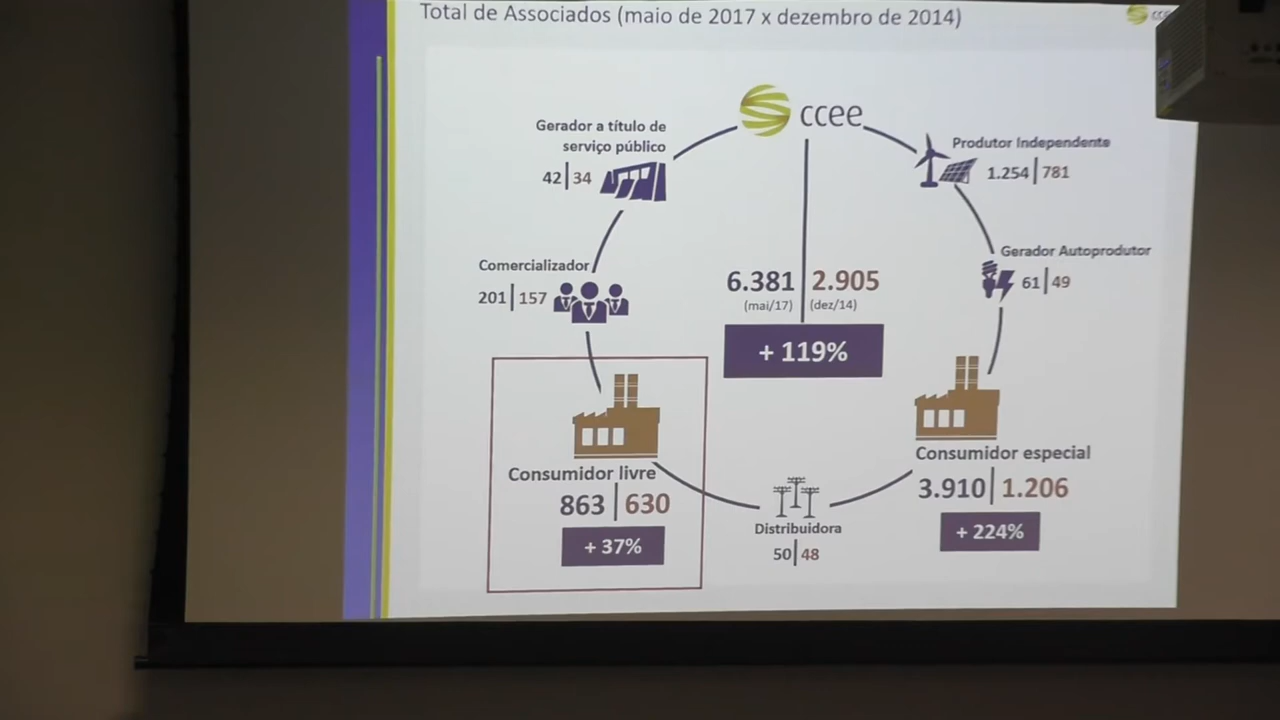 Total de Associados (maio de 2017 x dezembro de 2014)
ccee
Gerador a título de
serviço público
42|34
Produtor Independente
1.254|781
Comercializador
201|157
6.381|2.905
(mai/17) (dez/14)
+ 119%
Gerador Autoprodutor
61|49
Consumidor livre
863|630
+ 37%
Distribuidora
50|48
Consumidor especial
3.910|1.206
+ 224%